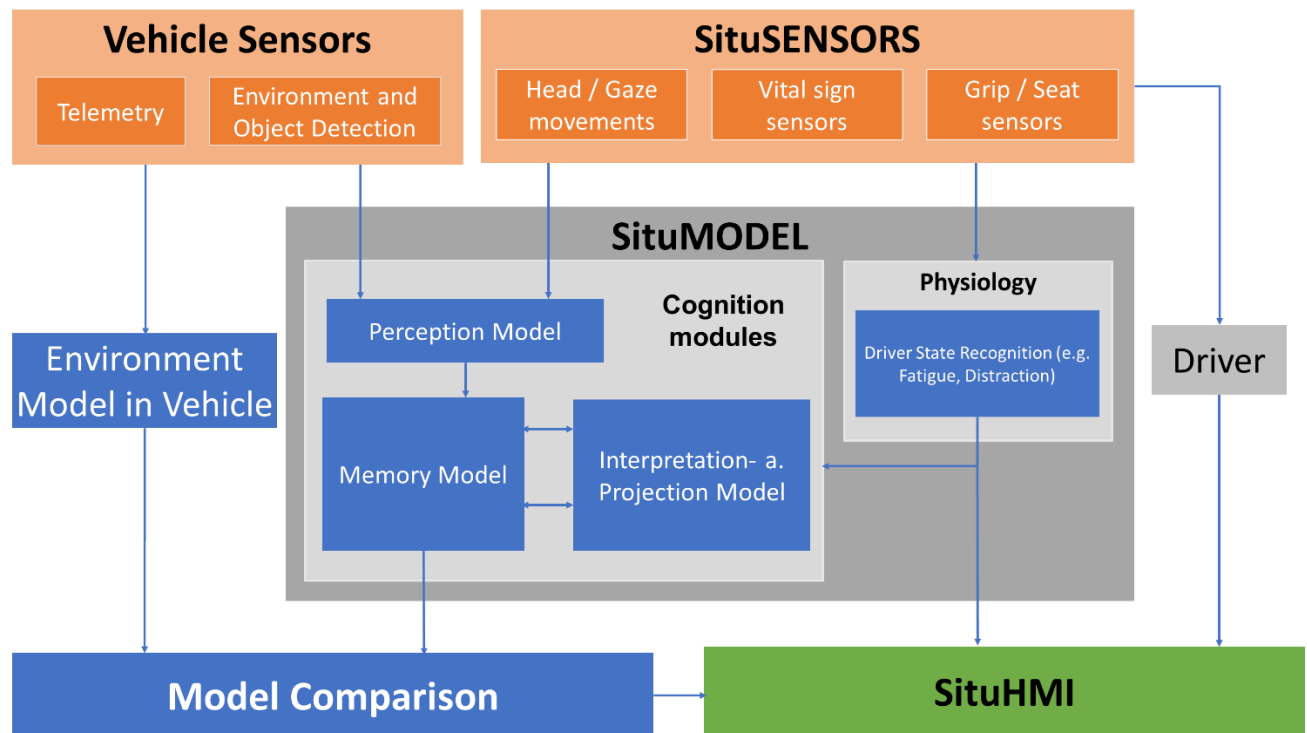 Vehicle Sensors
Telemetry
Environment and
Object Detection
SituSENSORS
Head / Gaze
movements
Vital sign
sensors
Grip / Seat
sensors
SituMODEL
Cognition
modules
Perception Model
Memory Model
Interpretation- a.
Projection Model
Physiology
Driver State Recognition (e.g.
Fatigue, Distraction)
Environment
Model in Vehicle
Driver
Model Comparison
SituHMI